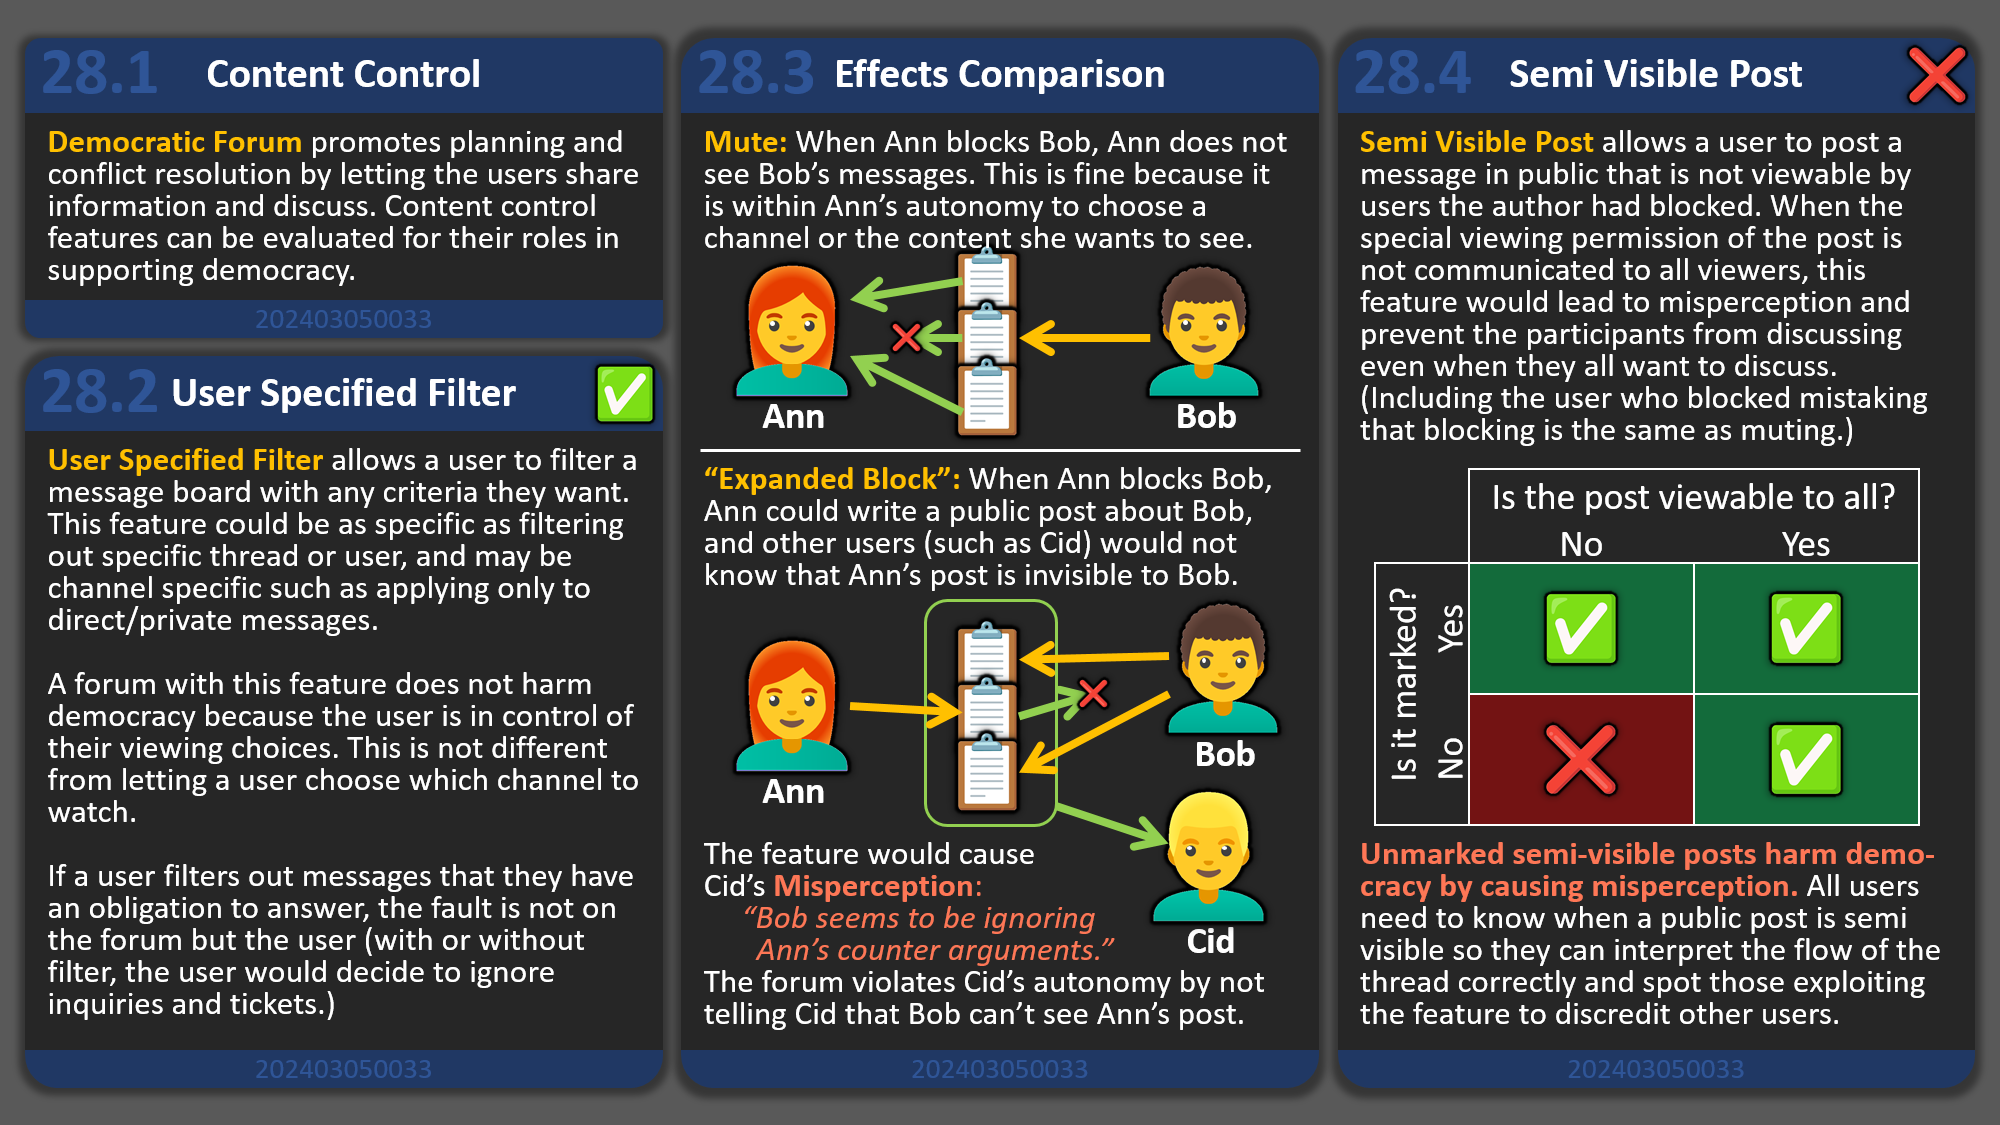 28.1 Content Control
Democratic Forum promotes planning and
conflict resolution by letting the users share
information and discuss. Content control
features can be evaluated for their roles in
supporting democracy.
202403050033
28.2 User Specified Filter
User Specified Filter allows a user to filter a
message board with any criteria they want.
This feature could be as specific as filtering
out specific thread or user, and may be
channel specific such as applying only to
direct/private messages.
A forum with this feature does not harm
democracy because the user is in control of
their viewing choices. This is not different
from letting a user choose which channel to
watch.
If a user filters out messages that they have
an obligation to answer, the fault is not on
the forum but the user (with or without
filter, the user would decide to ignore
inquiries and tickets.)
202403050033
28.3 Effects Comparison
Mute: When Ann blocks Bob, Ann does not
see Bob’s messages. This is fine because it
is within Ann’s autonomy to choose a
channel or the content she wants to see.
Ann
Bob
“Expanded Block”: When Ann blocks Bob,
Ann could write a public post about Bob,
and other users (such as Cid) would not
know that Ann’s post is invisible to Bob.
Ann
Bob
Cid
The feature would cause
Cid’s Misperception:
“Bob seems to be ignoring
Ann’s counter arguments.”
The forum violates Cid’s autonomy by not
telling Cid that Bob can’t see Ann’s post.
202403050033
28.4 Semi Visible Post
Semi Visible Post allows a user to post a
message in public that is not viewable by
users the author had blocked. When the
special viewing permission of the post is
not communicated to all viewers, this
feature would lead to misperception and
prevent the participants from discussing
even when they all want to discuss.
(Including the user who blocked mistaking
that blocking is the same as muting.)
Is the post viewable to all?
No Yes
Is it marked?
Yes
No
Unmarked semi-visible posts harm demo-
cracy by causing misperception. All users
need to know when a public post is semi
visible so they can interpret the flow of the
thread correctly and spot those exploiting
the feature to discredit other users.
202403050033